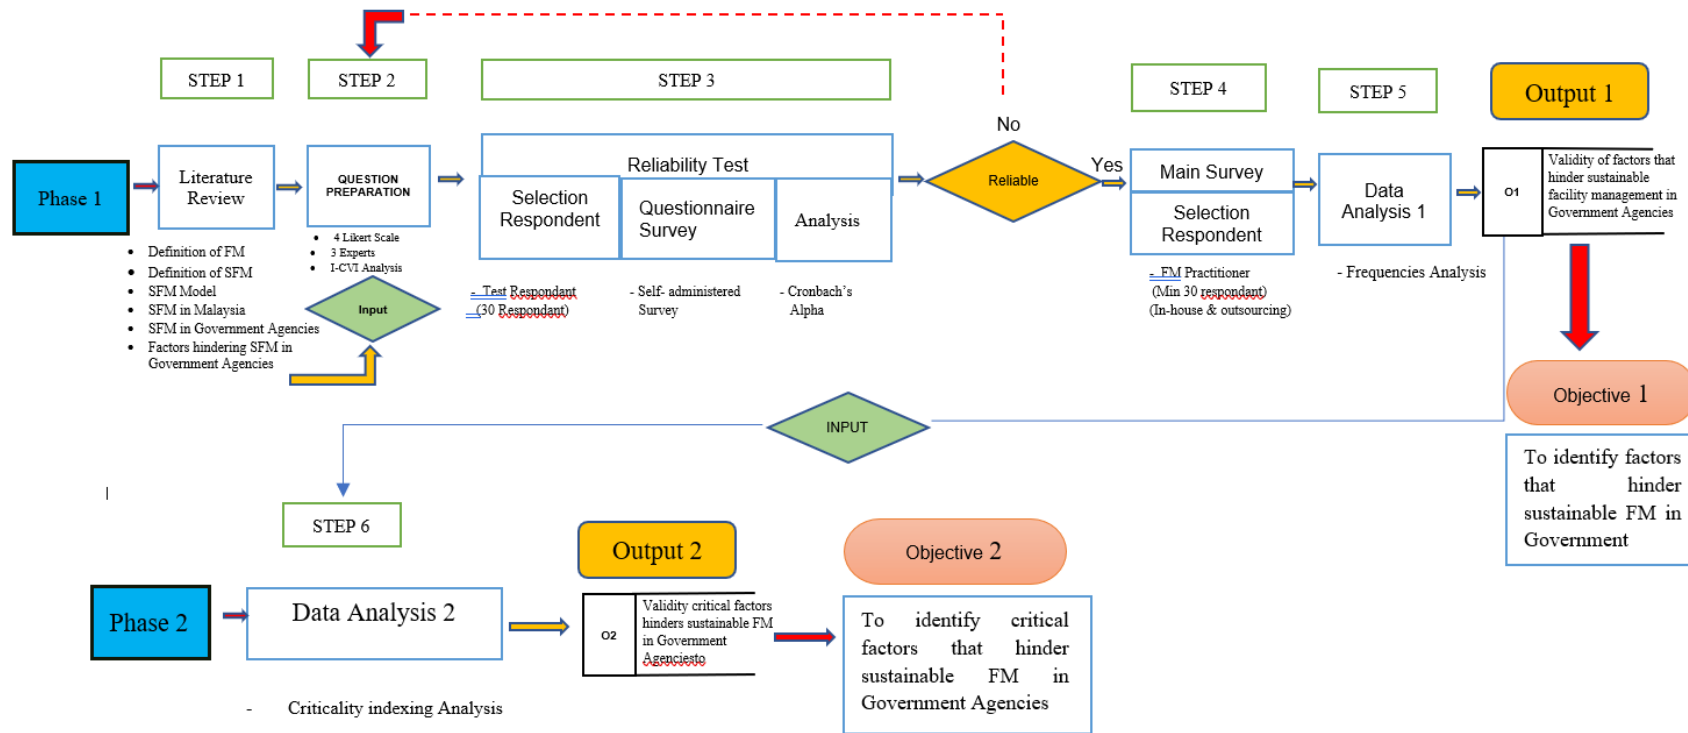 STEP 1
STEP 2
STEP 3
STEP 4
STEP 5
Output 1
Phase 1
Literature
Review
QUESTION
PREPARATION
Reliability Test
Selection
Respondent
Questionnaire
Survey
Analysis
No
Reliable
Yes
Main Survey
Selection
Respondent
Data
Analysis 1
O1
Validity of factors that
hinder sustainable
facility management in
Government Agencies
• Definition of FM
• Definition of SFM
• SFM Model
• SFM in Malaysia
• SFM in Government Agencies
• Factors hindering SFM in
Government Agencies
• 4 Likert Scale
• 3 Experts
• I-CVI Analysis
Input
- Test Respondant
(30 Respondant)
- Self- administered
Survey
- Cronbach's
Alpha
- FM Practitioner
(Min 30 respondant)
(In-house & outsourcing)
- Frequencies Analysis
Objective 1
To identify factors
that hinder
sustainable FM in
Government
INPUT
STEP 6
Output 2
Objective 2
Phase 2
Data Analysis 2
O2
Validity critical factors
hinders sustainable FM
in Government
Agenciesto
To identify critical
factors that hinder
sustainable FM in
Government Agencies
- Criticality indexing Analysis